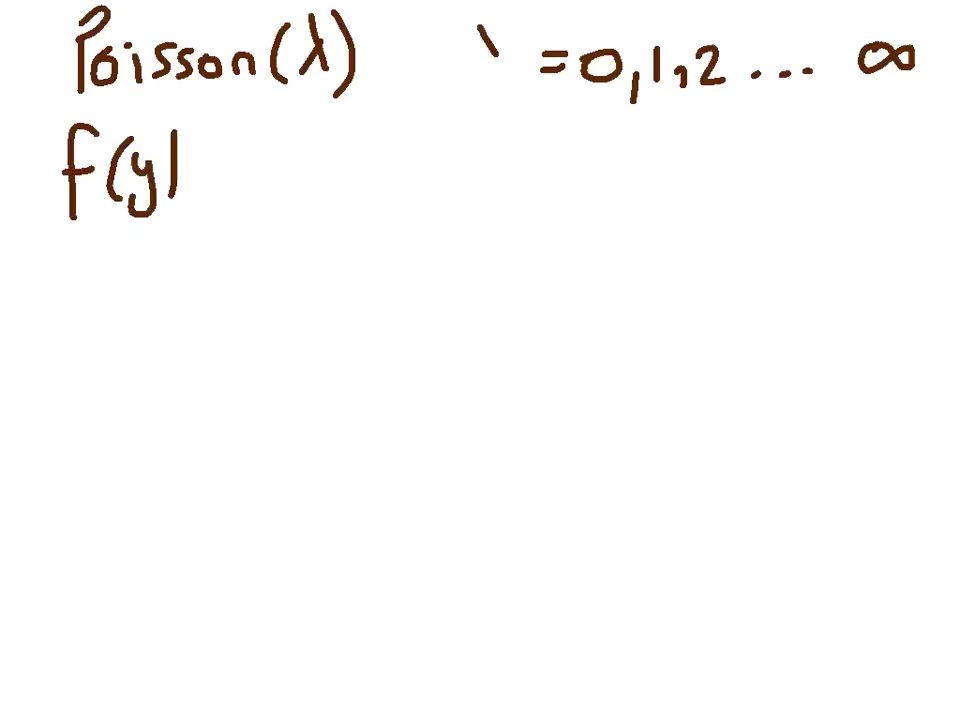 Poisson(λ) \ =0,1,2 ... ∞
f(y)